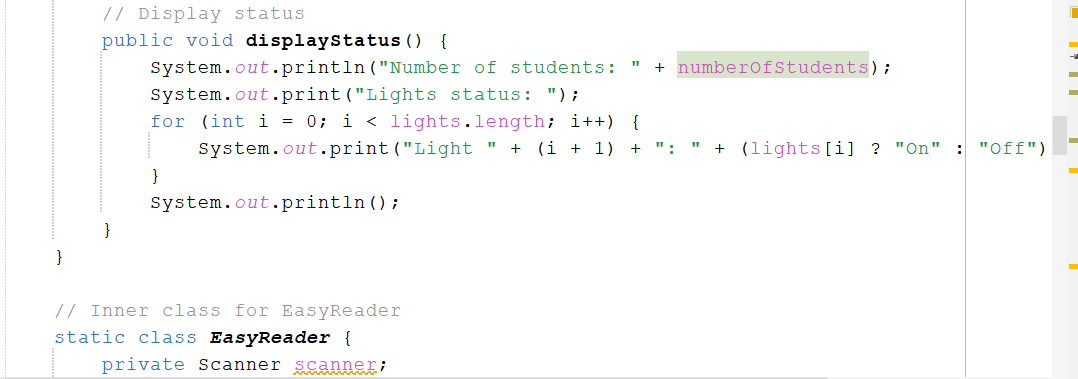 // Display status
public void displayStatus() {
System.out.println("Number of students: " + numberOfStudents);
System.out.print("Lights status: ");
for (int i = 0; i < lights.length; i++) {
System.out.print("Light " + (i + 1) + ": " + (lights[i] ? "On" : "Off")
}
System.out.println();
}
}
// Inner class for EasyReader
static class EasyReader {
private Scanner scanner;